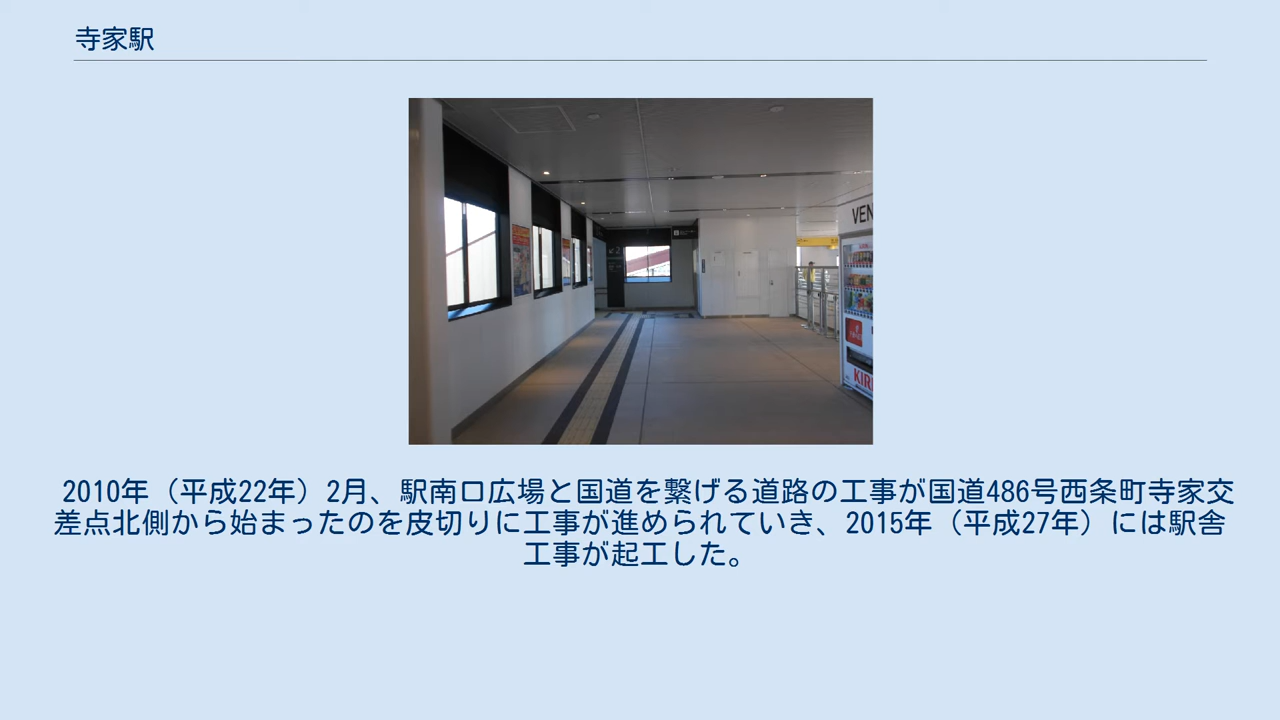 寺家駅
VEN
KIR
2010年（平成22年）2月、駅南口広場と国道を繋げる道路の工事が国道486号西条町寺家交
差点北側から始まったのを皮切りに工事が進められていき、2015年（平成27年）には駅舎
工事が起工した。